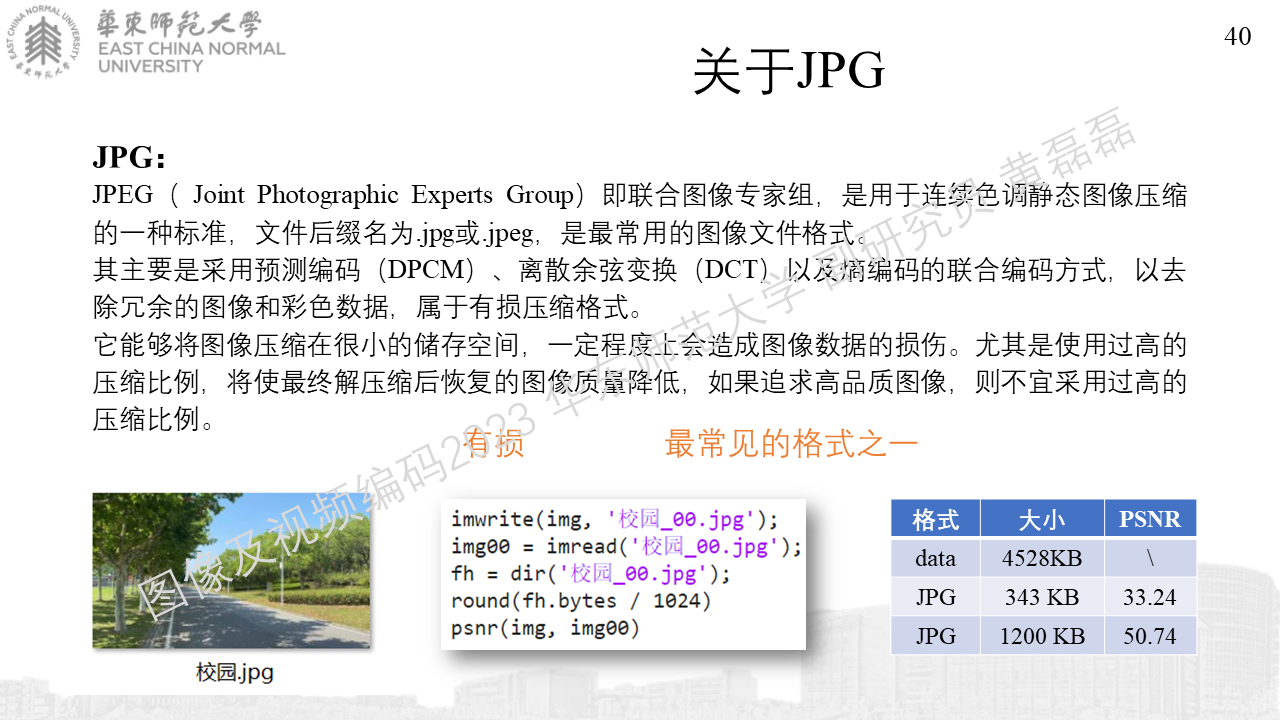 華東師範大學
EAST CHINA NORMAL
UNIVERSITY
EAST CHINA NORMAL UNIVERSITY
華東師範大學
40
关于JPG
JPG：
JPEG（ Joint Photographic Experts Group）即联合图像专家组，是用于连续色调静态图像压缩
的一种标准，文件后缀名为.jpg或.jpeg，是最常用的图像文件格式。
其主要是采用预测编码（DPCM）、离散余弦变换（DCT）以及熵编码的联合编码方式，以去
除冗余的图像和彩色数据，属于有损压缩格式。
它能够将图像压缩在很小的储存空间，一定程度上会造成图像数据的损伤。尤其是使用过高的
压缩比例，将使最终解压缩后恢复的图像质量降低，如果追求高品质图像，则不宜采用过高的
压缩比例。
有损 最常见的格式之一
图像及视频编码2023 华东师范大学 副研究员 黄磊磊
校园.jpg
imwrite(img, '校园_00.jpg');
img00 = imread('校园_00.jpg');
fh = dir('校园_00.jpg');
round(fh.bytes / 1024)
psnr(img, img00)
格式 大小 PSNR
data 4528KB \
JPG 343 KB 33.24
JPG 1200 KB 50.74